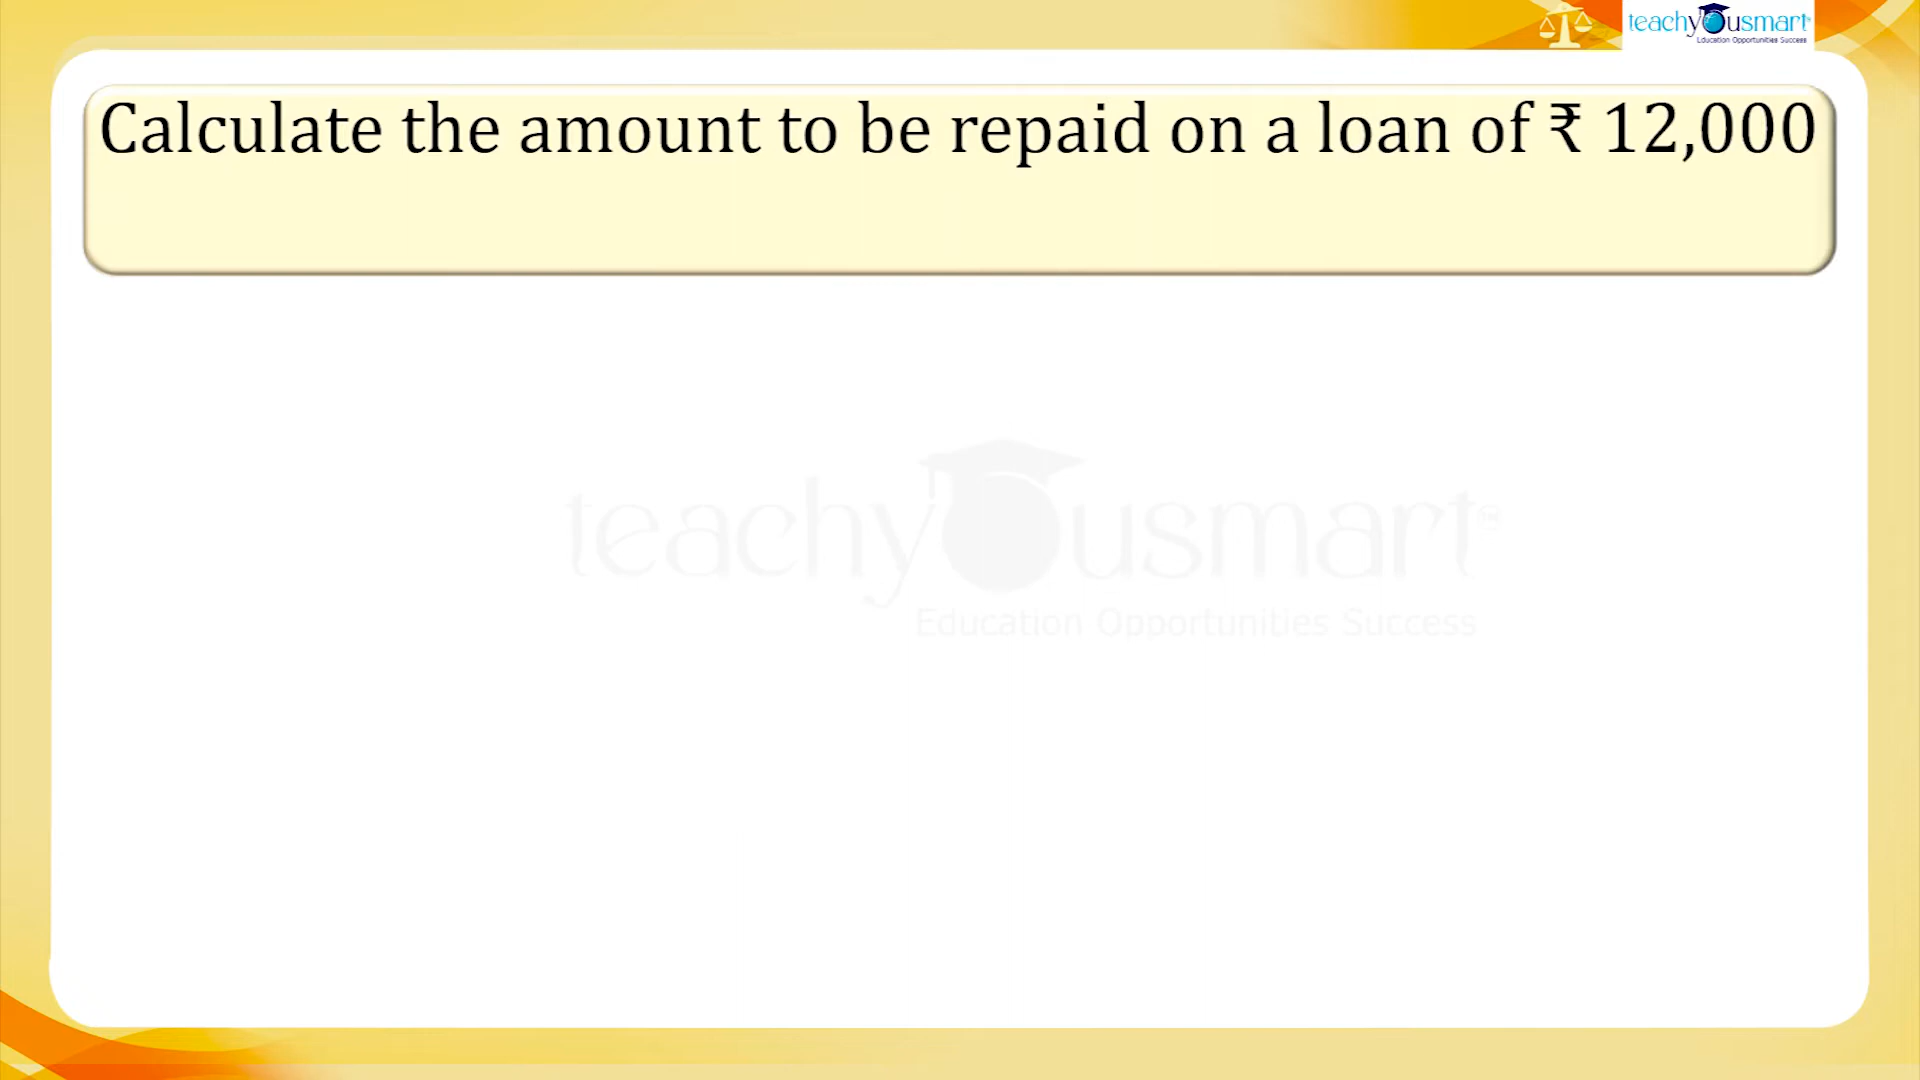 teachyousmart
Education Opportunities Success
Calculate the amount to be repaid on a loan of ₹ 12,000
teachyousmart
Education Opportunities Success